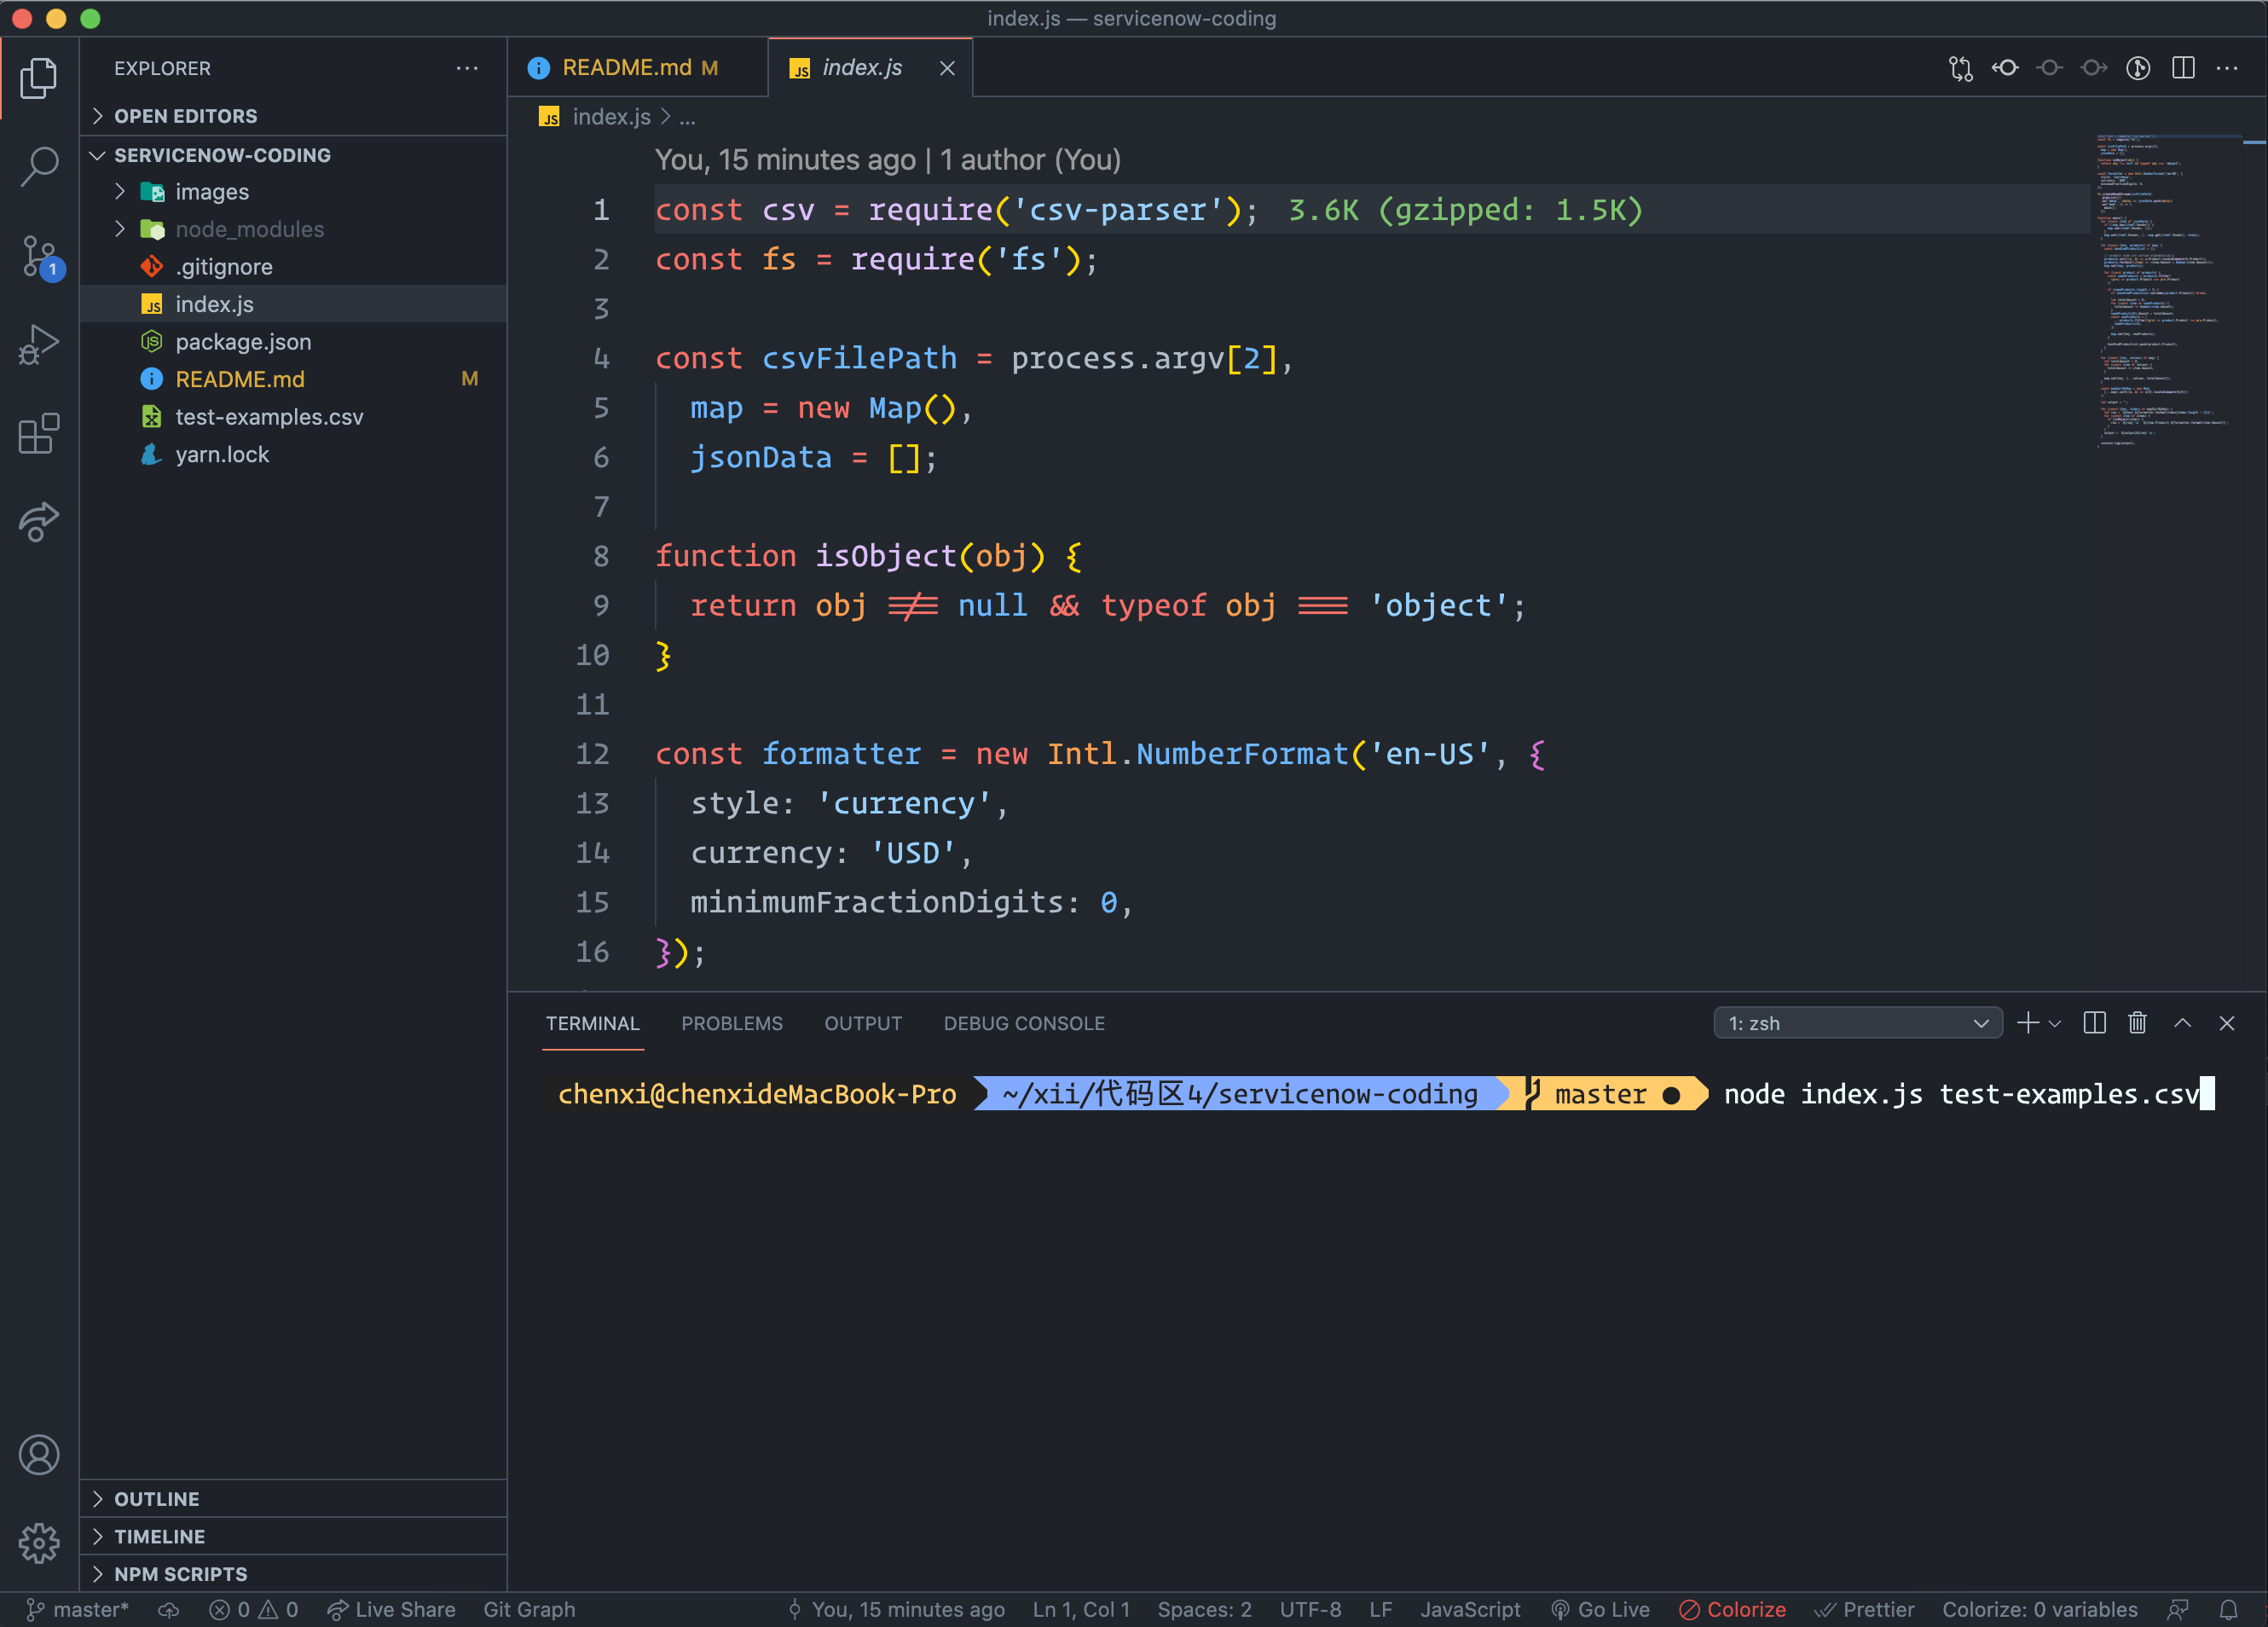 index.js — servicenow-coding
EXPLORER
OPEN EDITORS
SERVICENOW-CODING
images
node_modules
.gitignore
index.js
package.json
README.md M
test-examples.csv
yarn.lock
OUTLINE
TIMELINE
NPM SCRIPTS
README.md M
index.js
index.js > ...
You, 15 minutes ago | 1 author (You)
1 const csv = require('csv-parser'); 3.6K (gzipped: 1.5K)
2 const fs = require('fs');
3
4 const csvFilePath = process.argv[2],
5 map = new Map(),
6 jsonData = [];
7
8 function isObject(obj) {
9 return obj !== null && typeof obj === 'object';
10 }
11
12 const formatter = new Intl.NumberFormat('en-US', {
13 style: 'currency',
14 currency: 'USD',
15 minimumFractionDigits: 0,
16 });
TERMINAL PROBLEMS OUTPUT DEBUG CONSOLE 1: zsh
chenxi@chenxideMacBook-Pro ~/xii/代码区4/servicenow-coding master ● node index.js test-examples.csv
master* 0 0 Live Share Git Graph You, 15 minutes ago Ln 1, Col 1 Spaces: 2 UTF-8 LF JavaScript Go Live Colorize Prettier Colorize: 0 variables